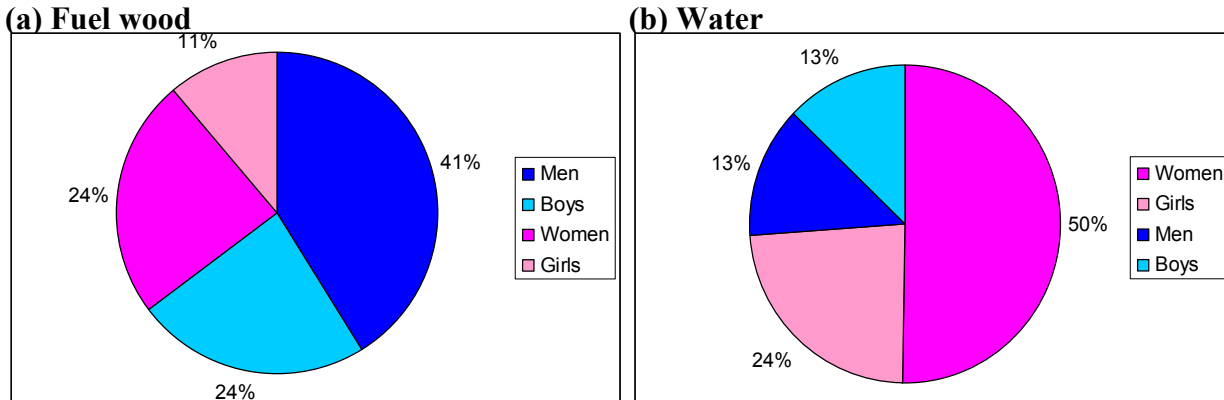 (a) Fuel wood
11%
41%
24%
24%
Men
Boys
Women
Girls
(b) Water
13%
13%
50%
24%
Women
Girls
Men
Boys